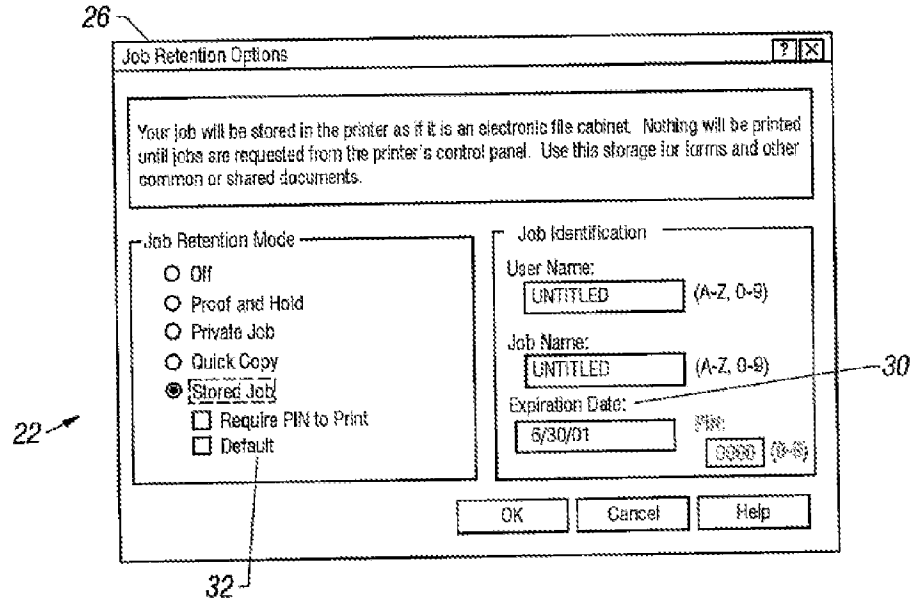 26
Job Retention Options ? X
Your job will be stored in the printer as if it is an electronic file cabinet. Nothing will be printed
until jobs are requested from the printer's control panel. Use this storage for forms and other
common or shared documents.
Job Retention Mode
Off
Proof and Hold
Private Job
Quick Copy
Stored Job
Require PIN to Print
Default
Job Identification
User Name:
UNTITLED (A-Z, 0-9)
Job Name:
UNTITLED (A-Z, 0-9)
Expiration Date:
6/30/01
PIN:
0000 (0-9)
30
22
OK Cancel Help
32